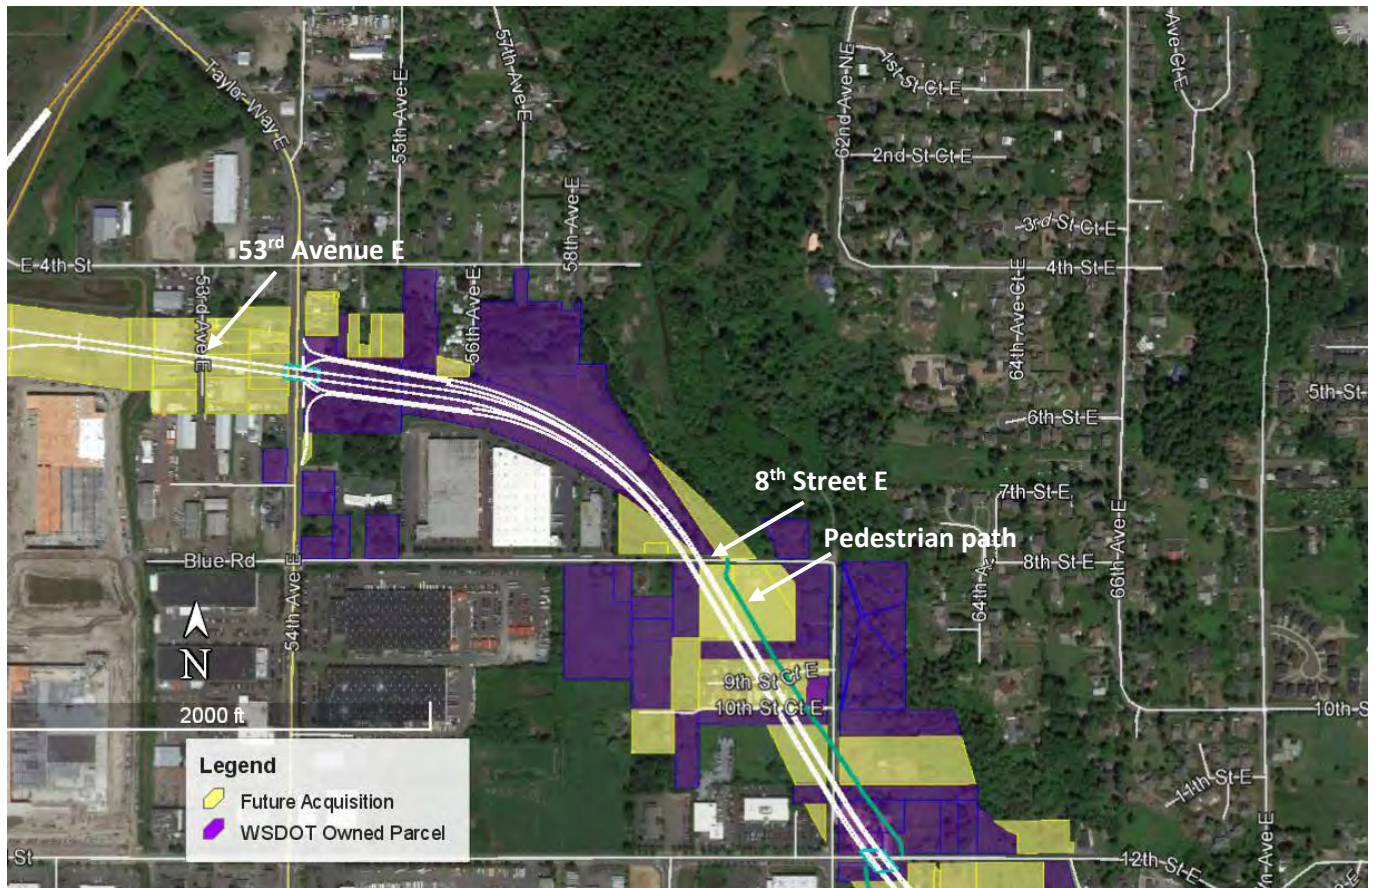 Taylor Way E
55th Ave E
57th Ave E
62nd Ave NE
1st St Ct E
Ave Ct E
2nd St Ct E
3rd St Ct E
58th Ave E
53rd Avenue E
E 4th St
4th St E
53rd Ave E
56th Ave E
64th Ave Ct E
5th St
6th St E
8th Street E
7th St E
Pedestrian path
66th Ave E
Blue Rd
8th St E
64th A
54th Ave E
N
9th St Ct E
10th St Ct E
10th S
2000 ft
Legend
Future Acquisition
WSDOT Owned Parcel
11th St E
St
12th St E
n Ave E